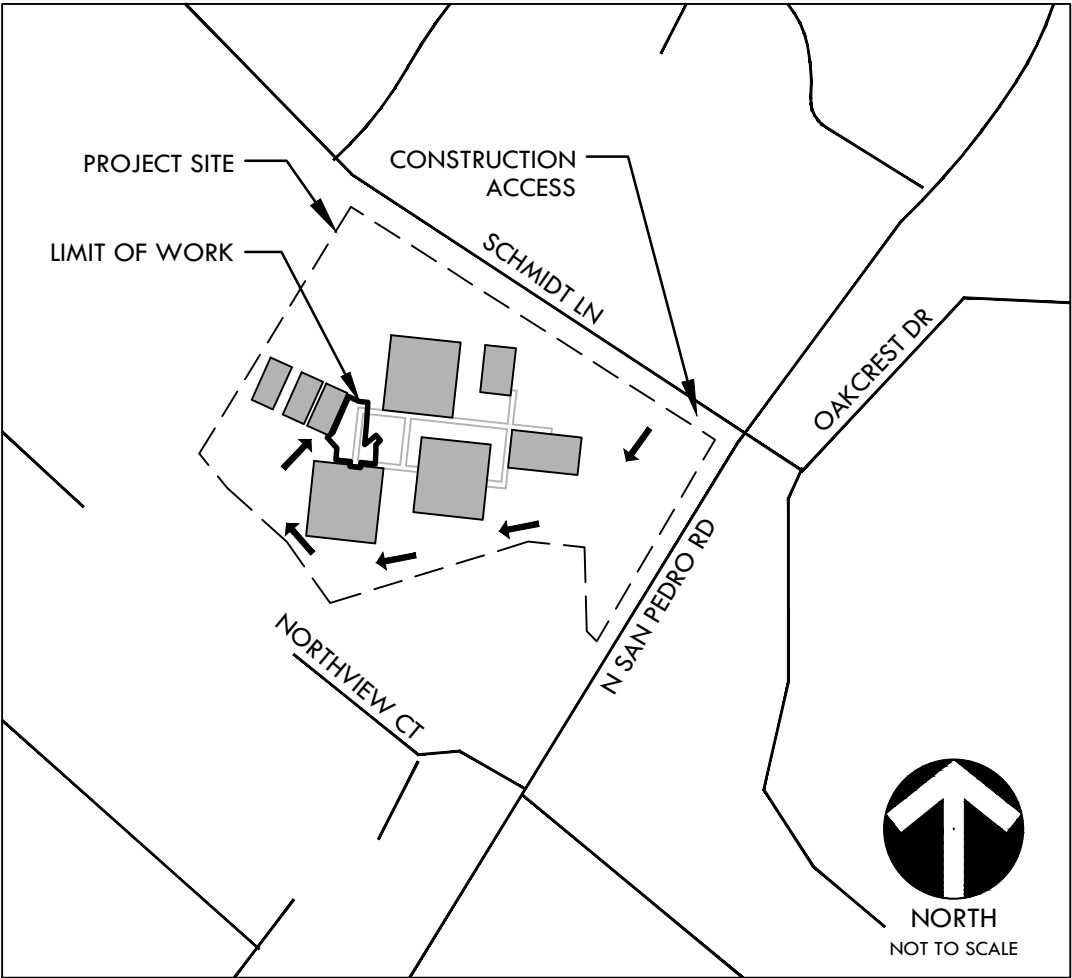 PROJECT SITE
CONSTRUCTION
ACCESS
LIMIT OF WORK
SCHMIDT LN
OAKCREST DR
N SAN PEDRO RD
NORTHVIEW CT
NORTH
NOT TO SCALE